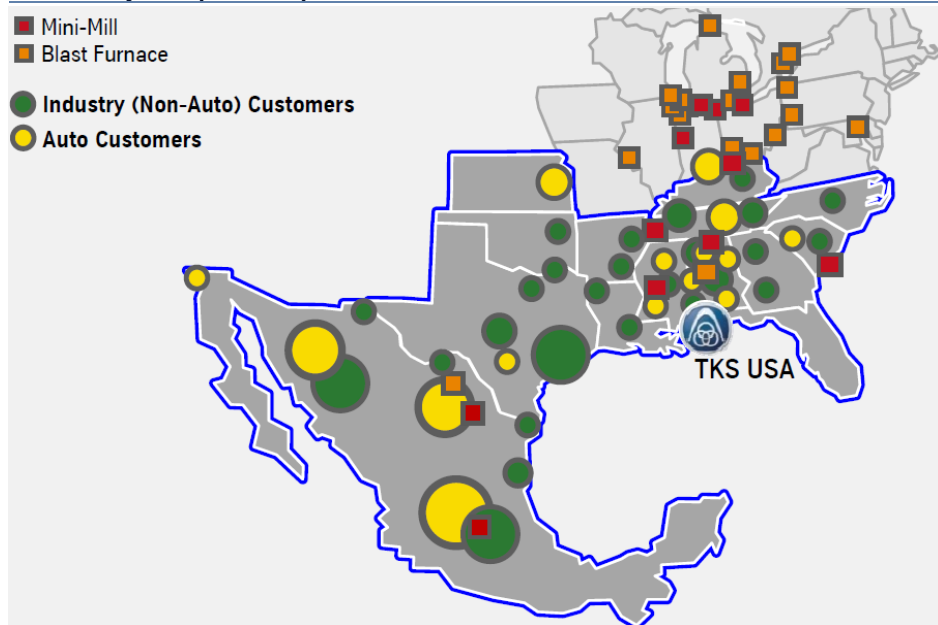 Mini-Mill
Blast Furnace
Industry (Non-Auto) Customers
Auto Customers
TKS USA